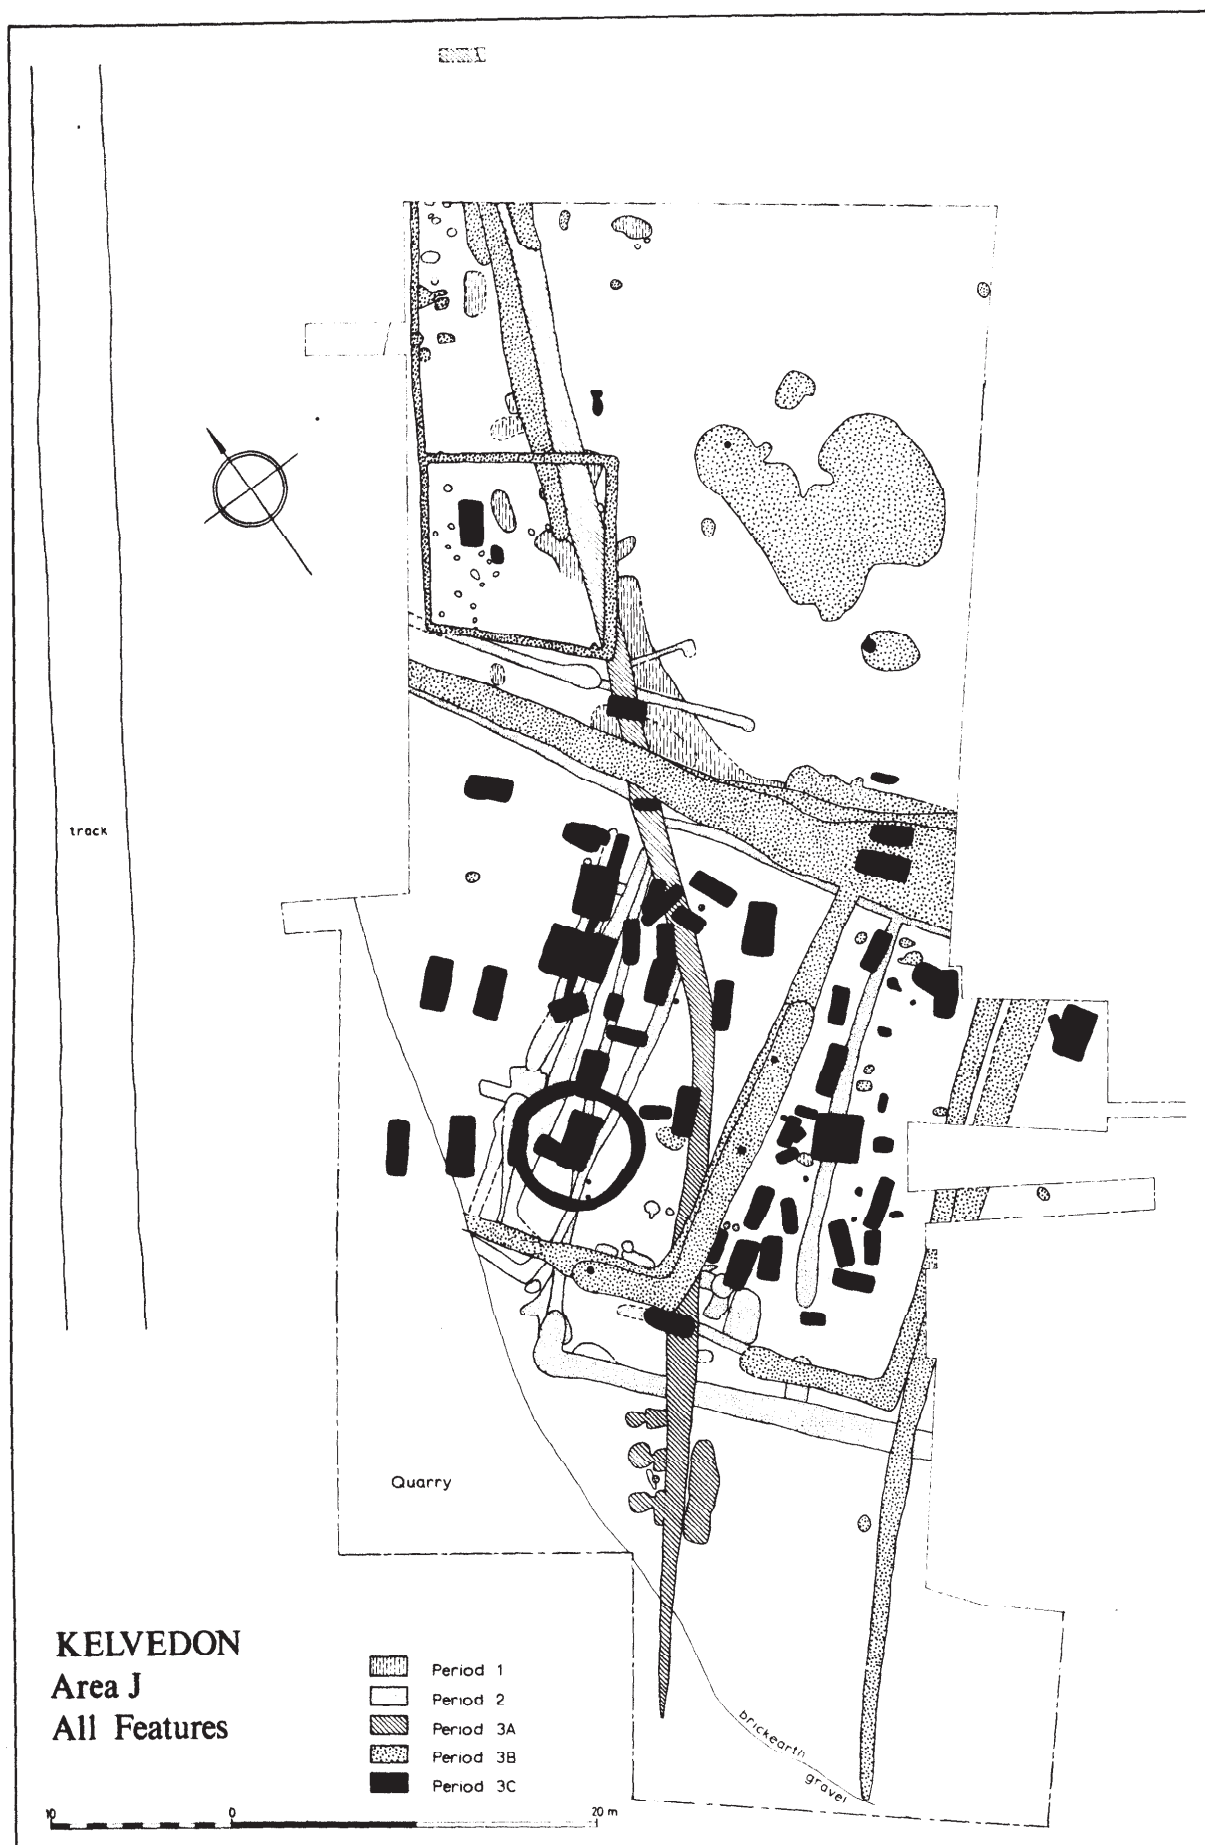 track
Quarry
brickearth
gravel
KELVEDON
Area J
All Features
Period 1
Period 2
Period 3A
Period 3B
Period 3C
10 0 20 m